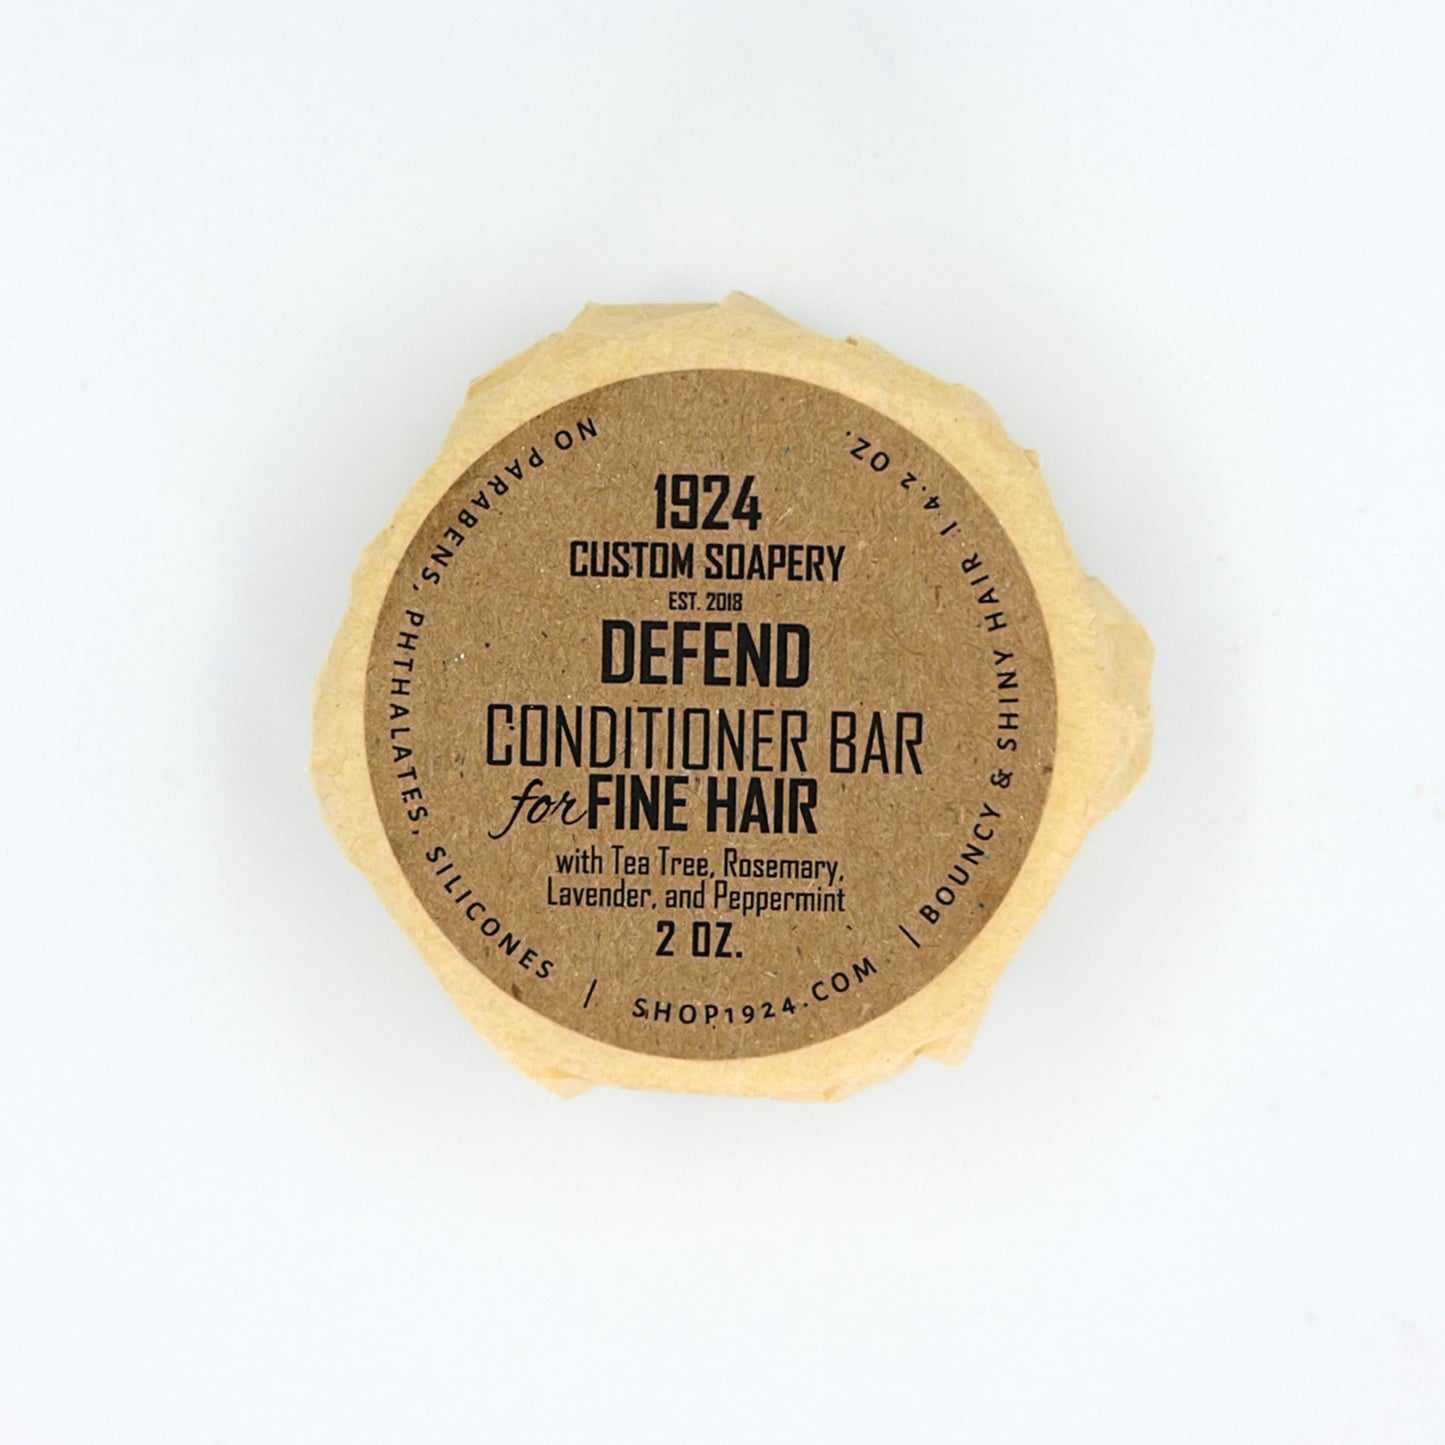 1924
CUSTOM SOAPERY
EST. 2018
DEFEND
CONDITIONER BAR
for FINE HAIR
with Tea Tree, Rosemary,
Lavender, and Peppermint
2 OZ.
NO PARABENS, PHTHALATES, SILICONES | SHOP1924.COM | BOUNCY & SHINY HAIR | 4.2 OZ.